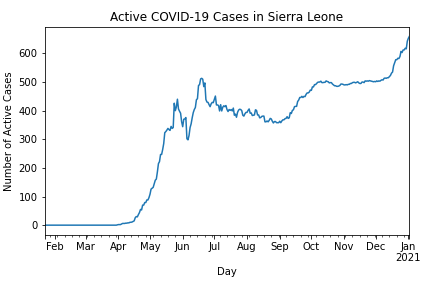 Active COVID-19 Cases in Sierra Leone
Number of Active Cases
600
500
400
300
200
100
0
Feb Mar Apr May Jun Jul Aug Sep Oct Nov Dec Jan
2021
Day